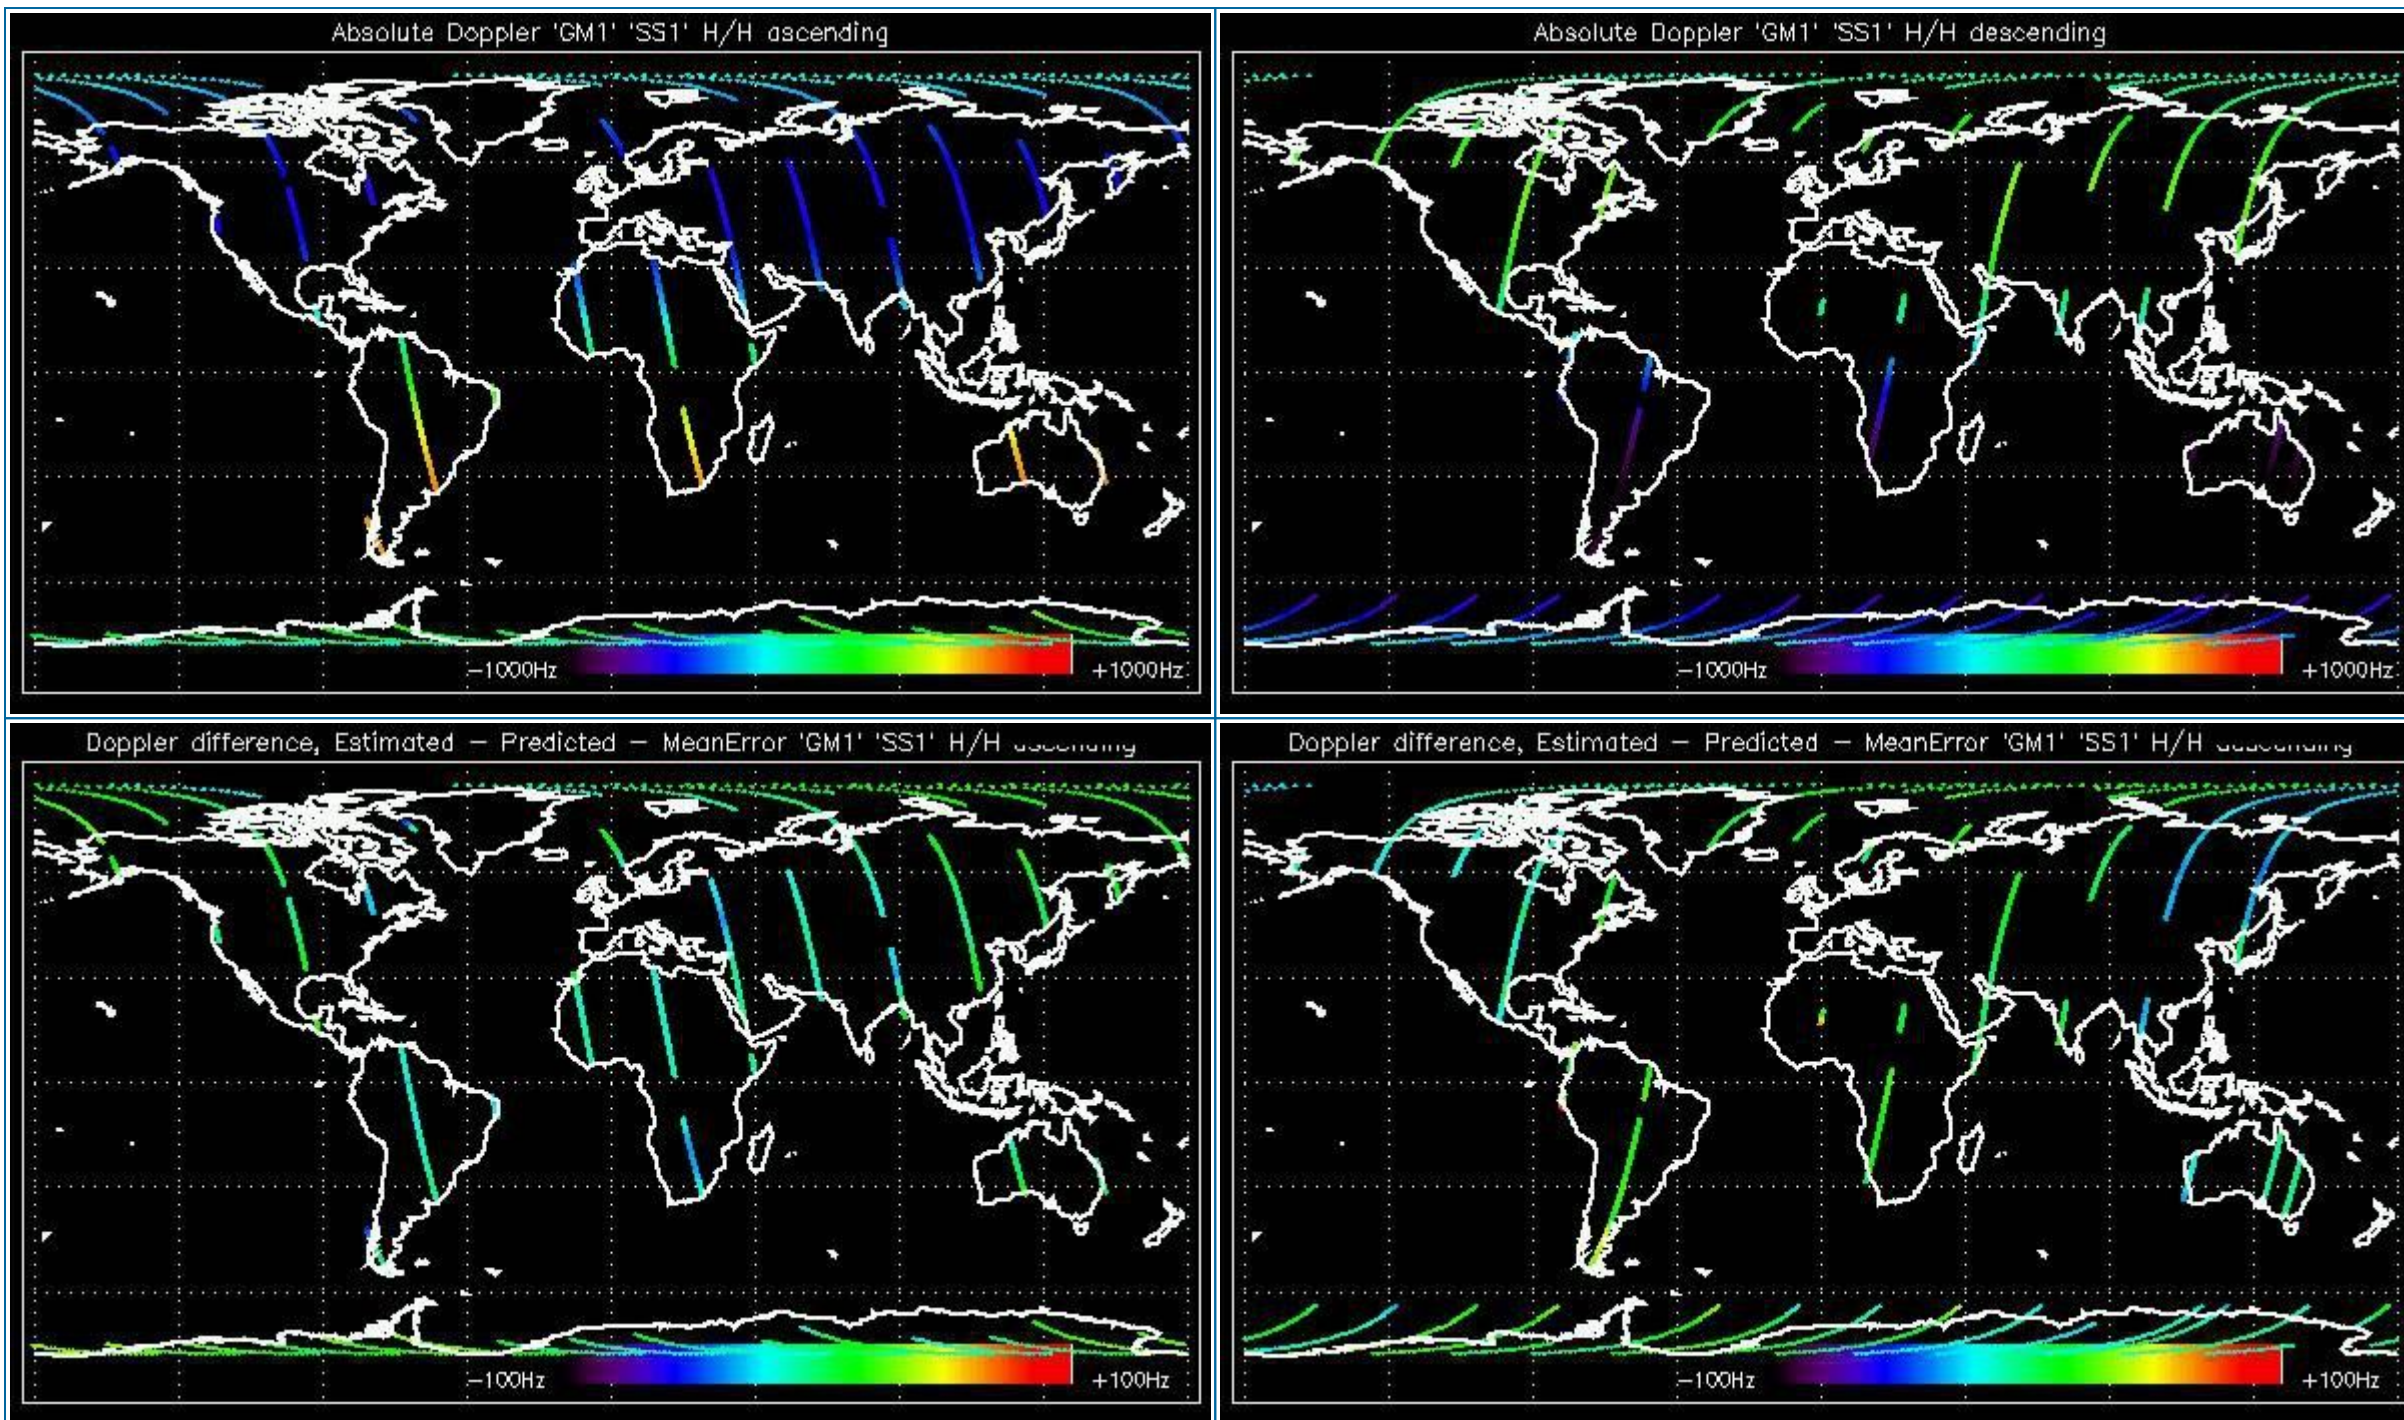 Absolute Doppler 'GM1' 'SS1' H/H ascending
−1000Hz
+1000Hz
Absolute Doppler 'GM1' 'SS1' H/H descending
−1000Hz
+1000Hz
Doppler difference, Estimated − Predicted − MeanError 'GM1' 'SS1' H/H
−100Hz
+100Hz
Doppler difference, Estimated − Predicted − MeanError 'GM1' 'SS1' H/H
−100Hz
+100Hz